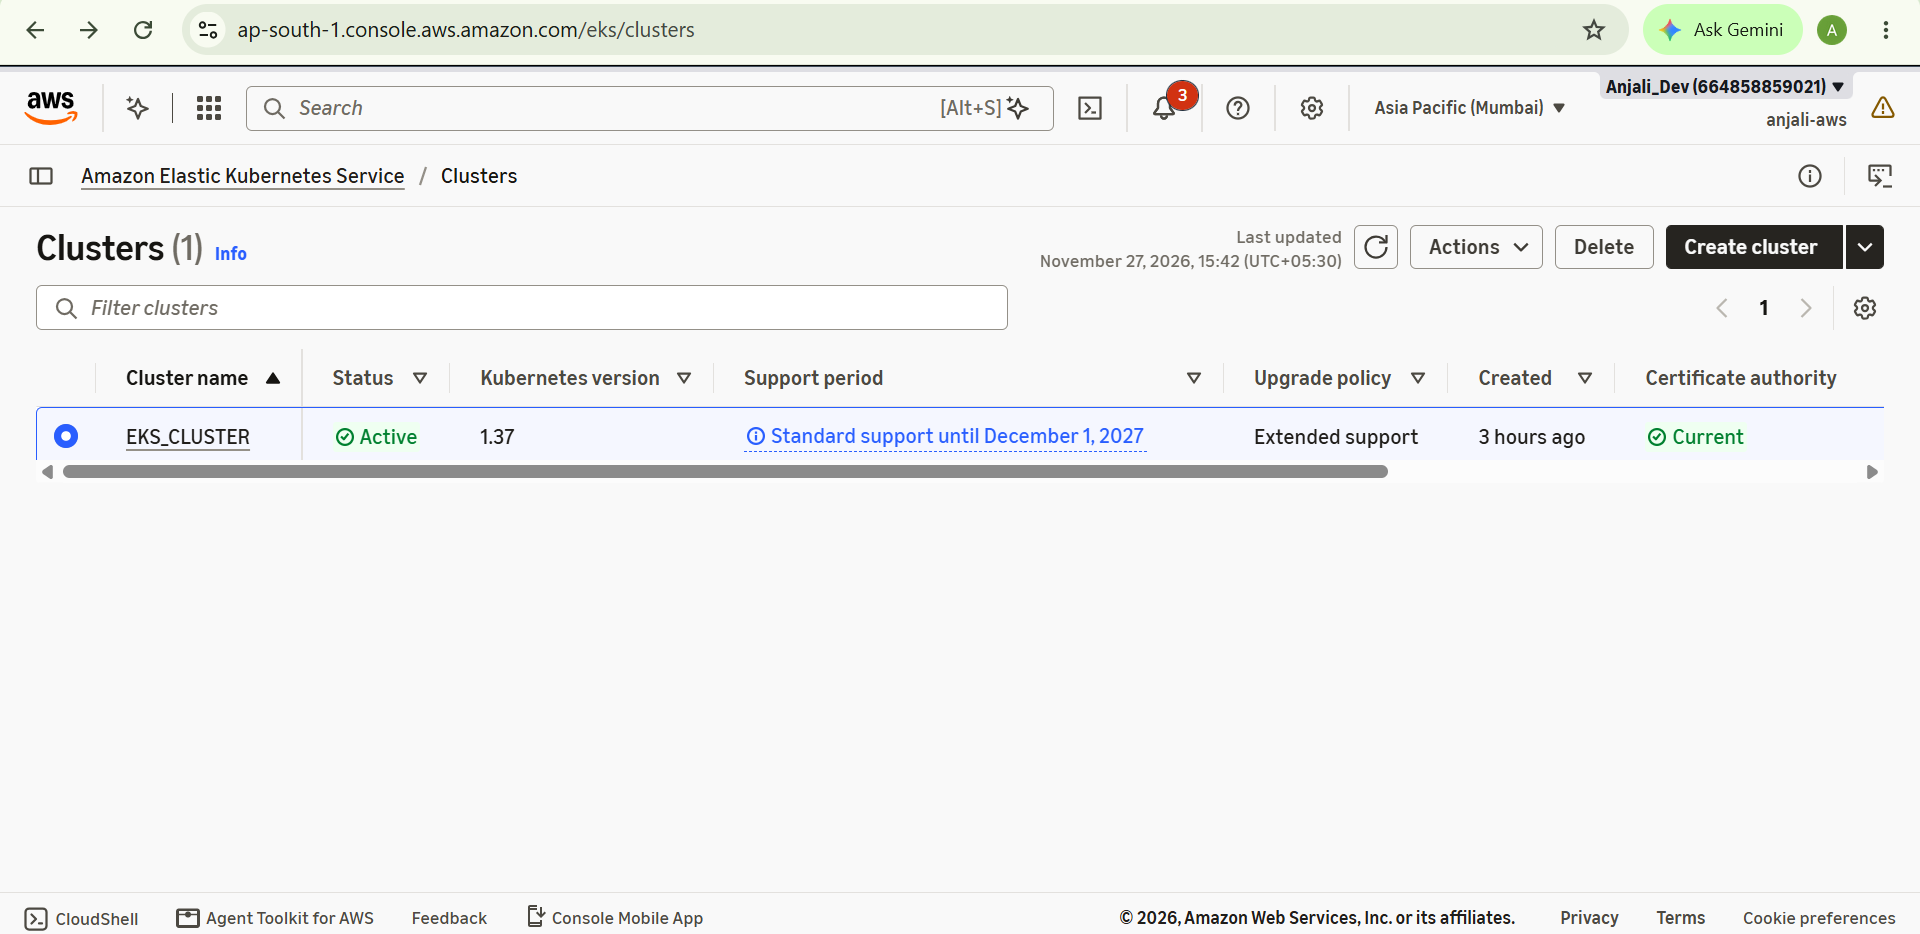 ap-south-1.console.aws.amazon.com/eks/clusters
Ask Gemini
A
aws
Search
[Alt+S]
3
Asia Pacific (Mumbai)
Anjali_Dev (664858859021)
anjali-aws
Amazon Elastic Kubernetes Service / Clusters
Clusters (1) Info
Last updated
November 27, 2026, 15:42 (UTC+05:30)
Actions
Delete
Create cluster
Filter clusters
1
Cluster name Status Kubernetes version Support period Upgrade policy Created Certificate authority
EKS_CLUSTER Active 1.37 Standard support until December 1, 2027 Extended support 3 hours ago Current
CloudShell Agent Toolkit for AWS Feedback Console Mobile App © 2026, Amazon Web Services, Inc. or its affiliates. Privacy Terms Cookie preferences